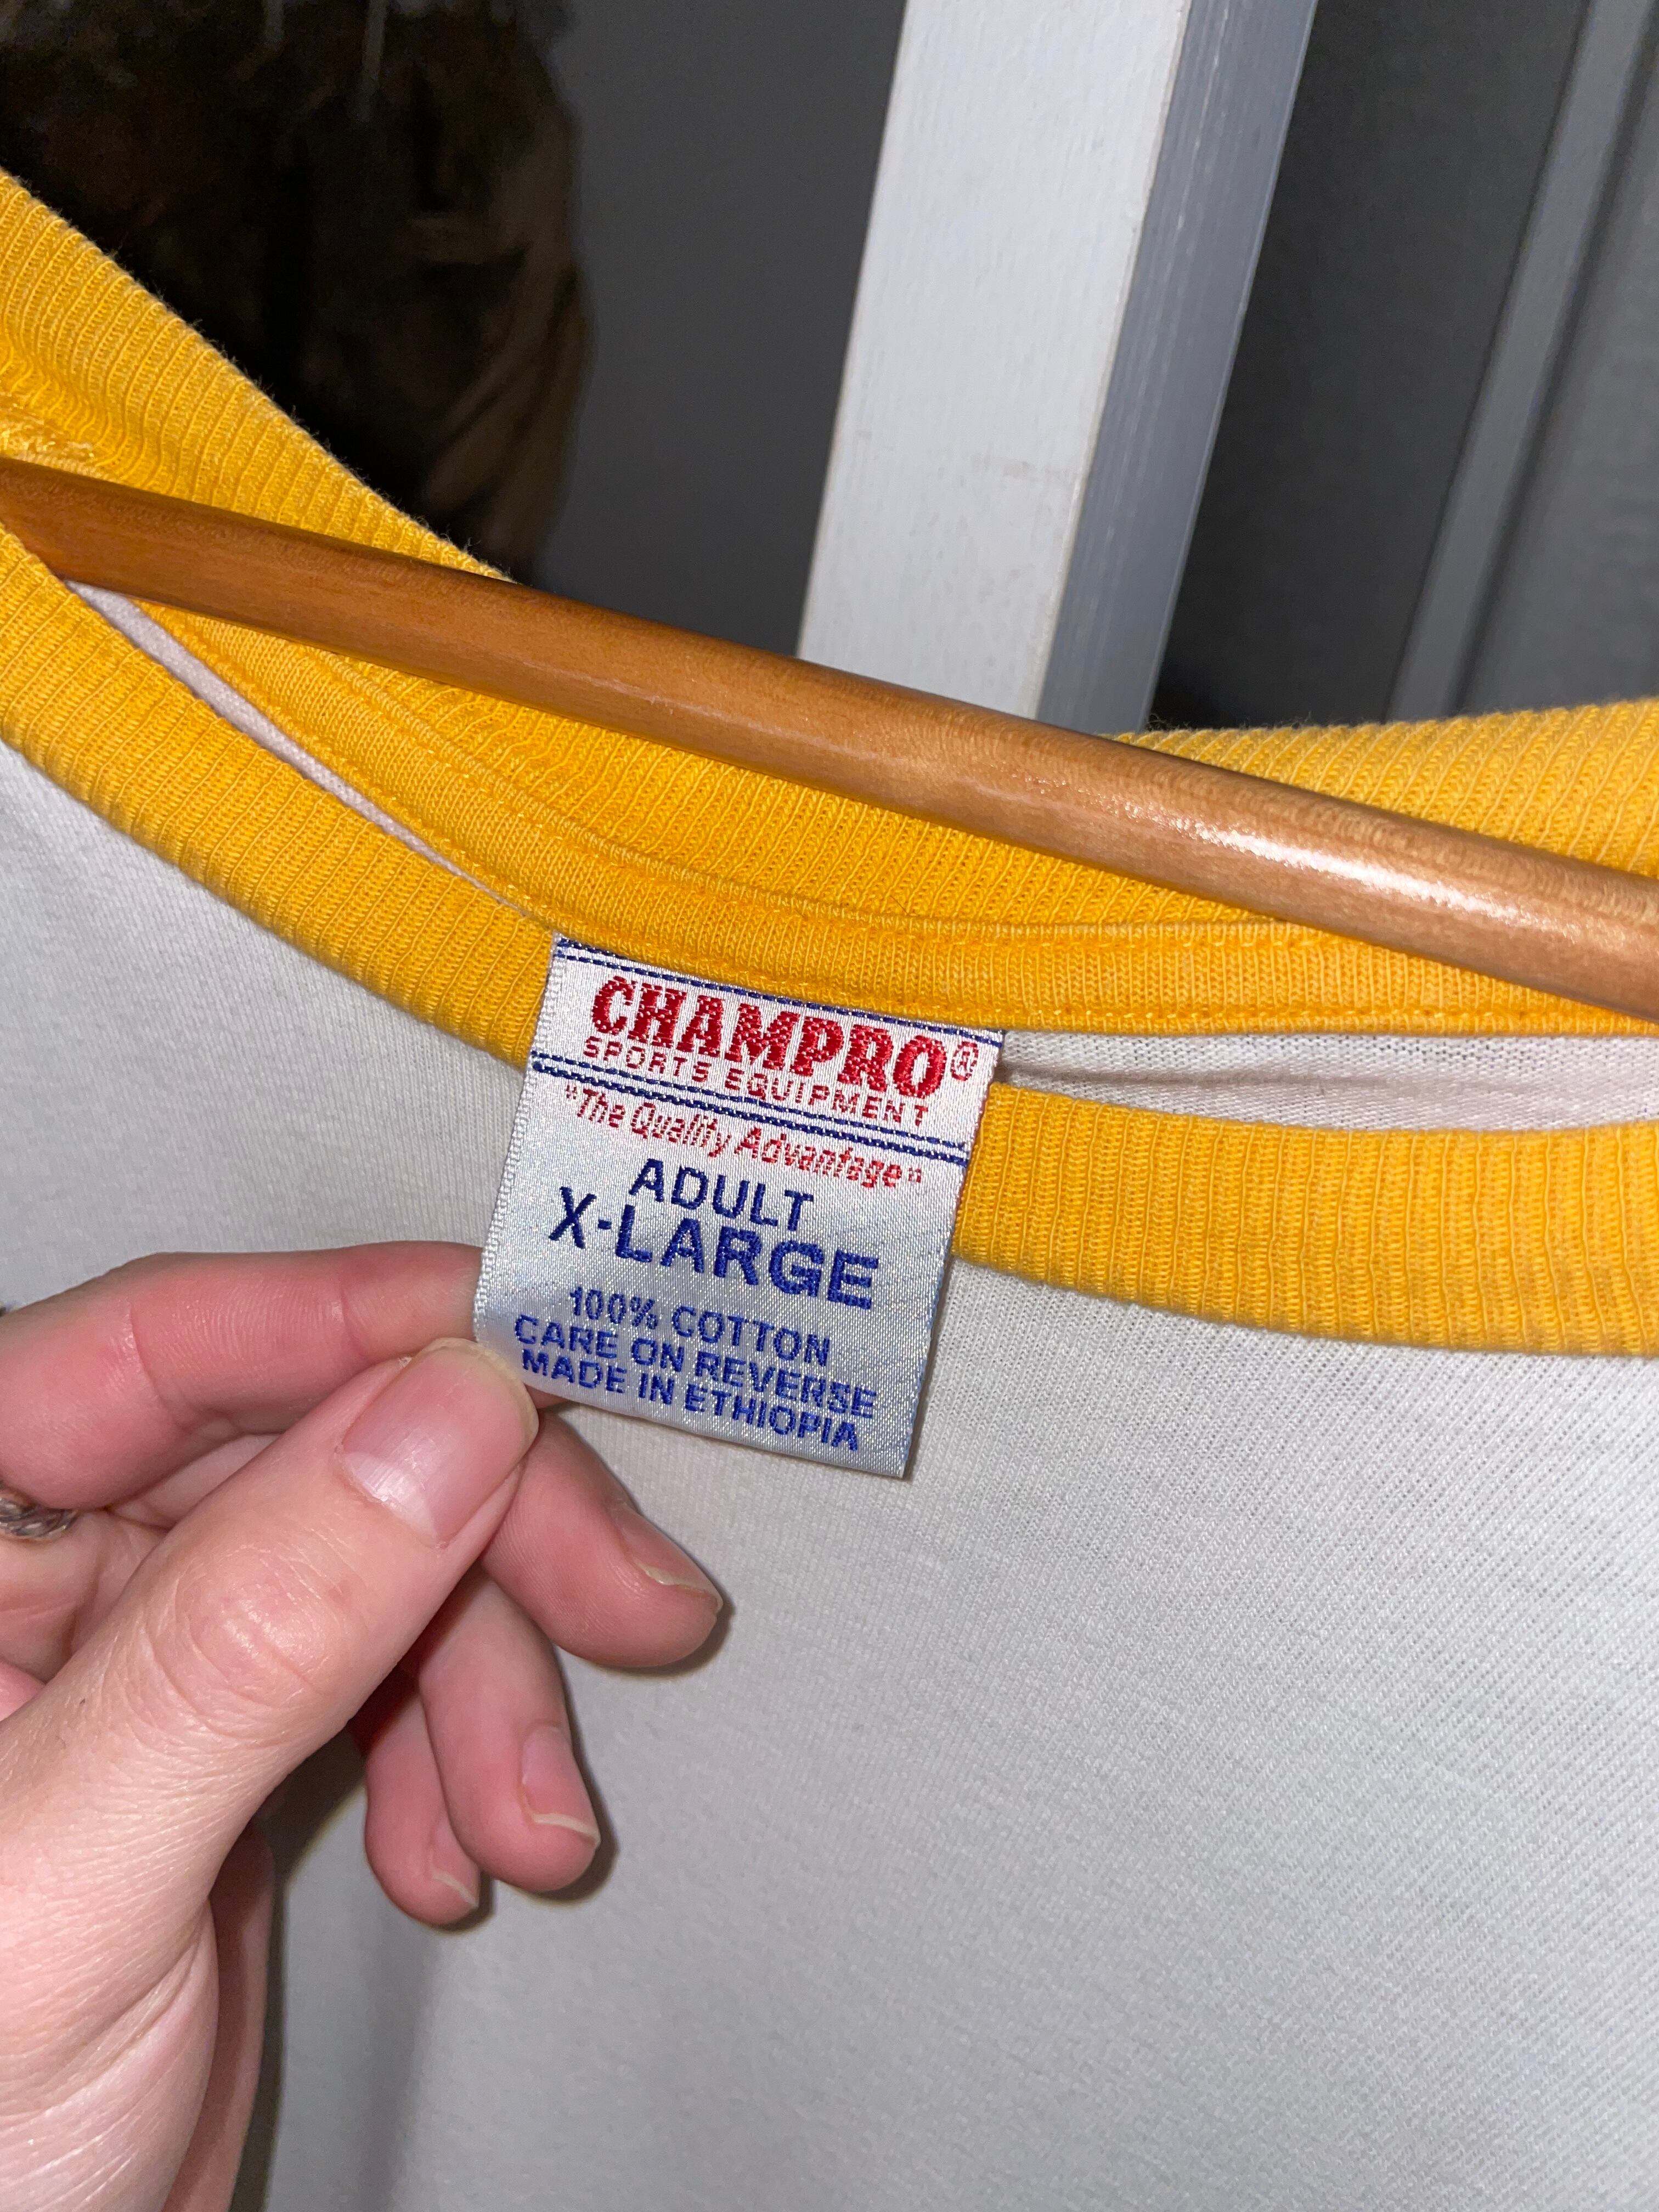 CHAMPRO®
SPORTS EQUIPMENT
"The Quality Advantage"
ADULT
X-LARGE
100% COTTON
CARE ON REVERSE
MADE IN ETHIOPIA